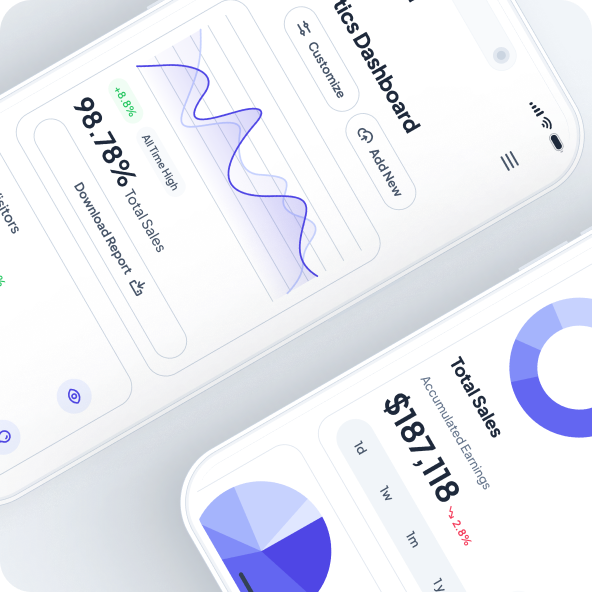 tics Dashboard
Customize
Add New
+8.8%
All Time High
98.78% Total Sales
Download Report
isitors
%
Total Sales
Accumulated Earnings
$187,118
2.8%
1d
1w
1m
1y